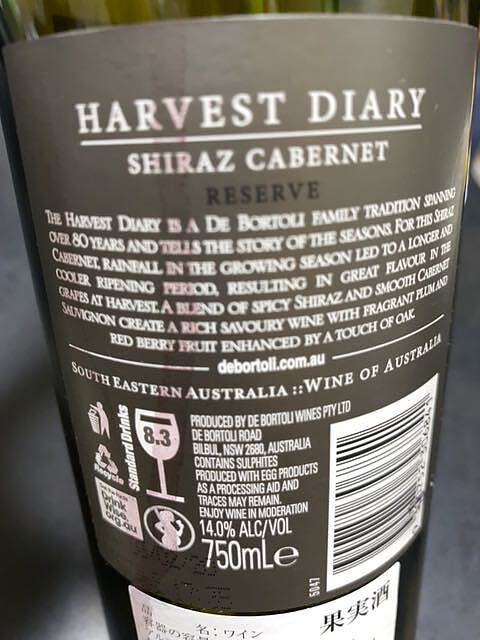 HARVEST DIARY
SHIRAZ CABERNET
RESERVE
THE HARVEST DIARY IS A DE BORTOLI FAMILY TRADITION SPANNING
OVER 80 YEARS AND TELLS THE STORY OF THE SEASONS. FOR THIS SHIRAZ
CABERNET, RAINFALL IN THE GROWING SEASON LED TO A LONGER AND
COOLER RIPENING PERIOD, RESULTING IN GREAT FLAVOUR IN THE
GRAPES AT HARVEST. A BLEND OF SPICY SHIRAZ AND SMOOTH CABERNET
SAUVIGNON CREATE A RICH SAVOURY WINE WITH FRAGRANT PLUM AND
RED BERRY FRUIT ENHANCED BY A TOUCH OF OAK.
debortoli.com.au
SOUTH EASTERN AUSTRALIA :: WINE OF AUSTRALIA
Recycle
Standard Drinks
8.3
Drink
Wise
.org.au
PRODUCED BY DE BORTOLI WINES PTY LTD
DE BORTOLI ROAD
BILBUL, NSW 2680, AUSTRALIA
CONTAINS SULPHITES
PRODUCED WITH EGG PRODUCTS
AS A PROCESSING AID AND
TRACES MAY REMAIN.
ENJOY WINE IN MODERATION
14.0% ALC/VOL
750mLe
5047
品名:ワイン
果実酒